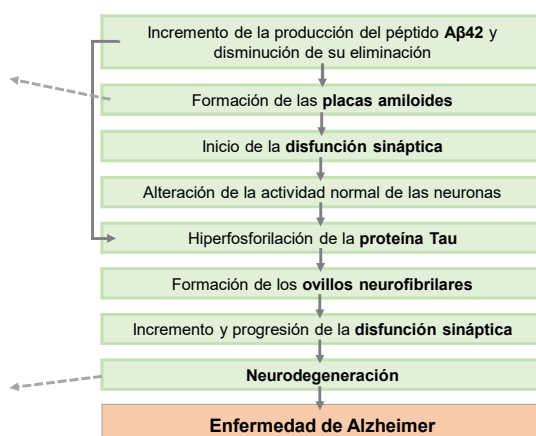 Incremento de la producción del péptido Aβ42 y
disminución de su eliminación
Formación de las placas amiloides
Inicio de la disfunción sináptica
Alteración de la actividad normal de las neuronas
Hiperfosforilación de la proteína Tau
Formación de los ovillos neurofibrilares
Incremento y progresión de la disfunción sináptica
Neurodegeneración
Enfermedad de Alzheimer